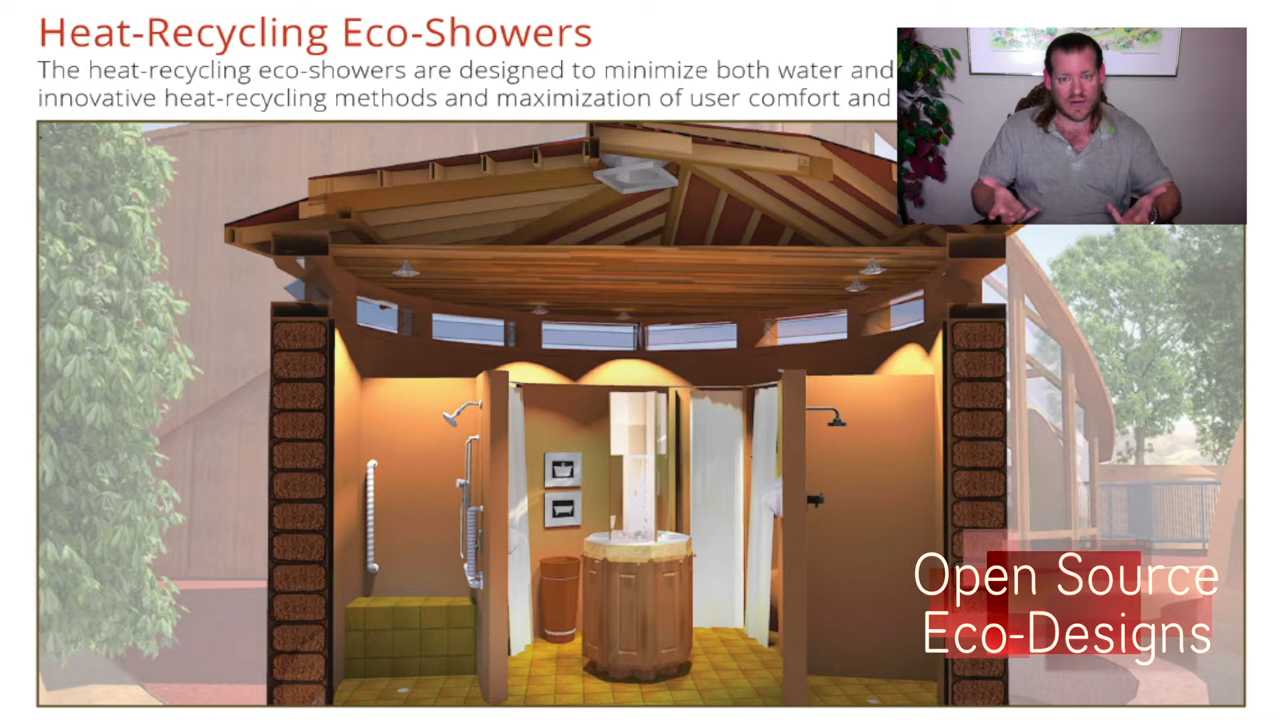 Heat-Recycling Eco-Showers
The heat-recycling eco-showers are designed to minimize both water and
innovative heat-recycling methods and maximization of user comfort and
Open Source
Eco-Designs